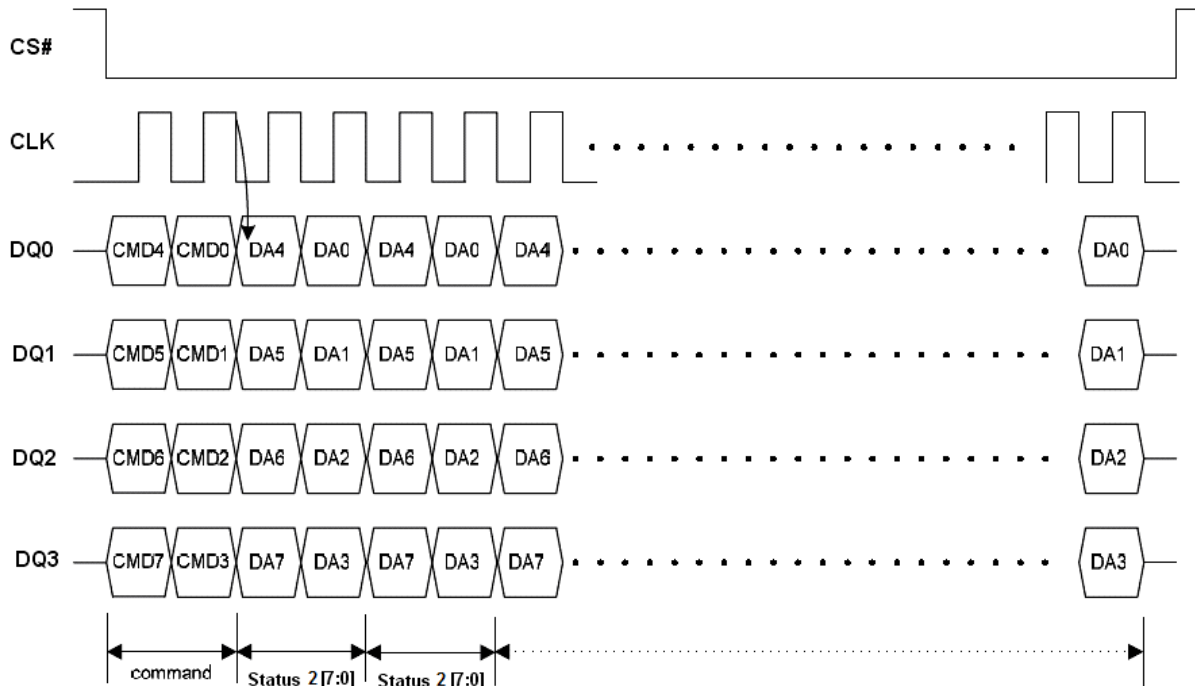 CS#
CLK
DQ0 CMD4 CMD0 DA4 DA0 DA4 DA0 DA4 DA0
DQ1 CMD5 CMD1 DA5 DA1 DA5 DA1 DA5 DA1
DQ2 CMD6 CMD2 DA6 DA2 DA6 DA2 DA6 DA2
DQ3 CMD7 CMD3 DA7 DA3 DA7 DA3 DA7 DA3
command Status 2 [7:0] Status 2 [7:0]